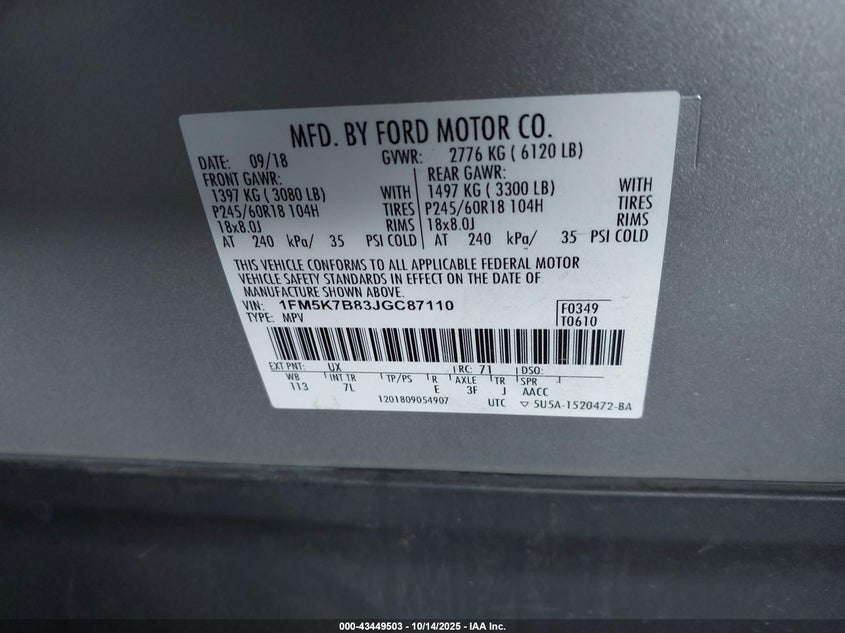 MFD. BY FORD MOTOR CO.
DATE: 09/18 GVWR: 2776 KG ( 6120 LB)
FRONT GAWR: REAR GAWR:
1397 KG ( 3080 LB) WITH 1497 KG ( 3300 LB) WITH
P245/60R18 104H TIRES P245/60R18 104H TIRES
18x8.0J RIMS 18x8.0J RIMS
AT 240 kPa/ 35 PSI COLD AT 240 kPa/ 35 PSI COLD
THIS VEHICLE CONFORMS TO ALL APPLICABLE FEDERAL MOTOR
VEHICLE SAFETY STANDARDS IN EFFECT ON THE DATE OF
MANUFACTURE SHOWN ABOVE.
VIN: 1FM5K7B83JGC87110 F0349
TYPE: MPV T0610
EXT PNT: UX RC: 71 DSO:
WB INT TR TP/PS R AXLE TR SPR
113 7L E 3F J AACC
1201809054907 UTC ▽ 5U5A-1520472-BA
000-43449503 - 10/14/2025 - IAA Inc.